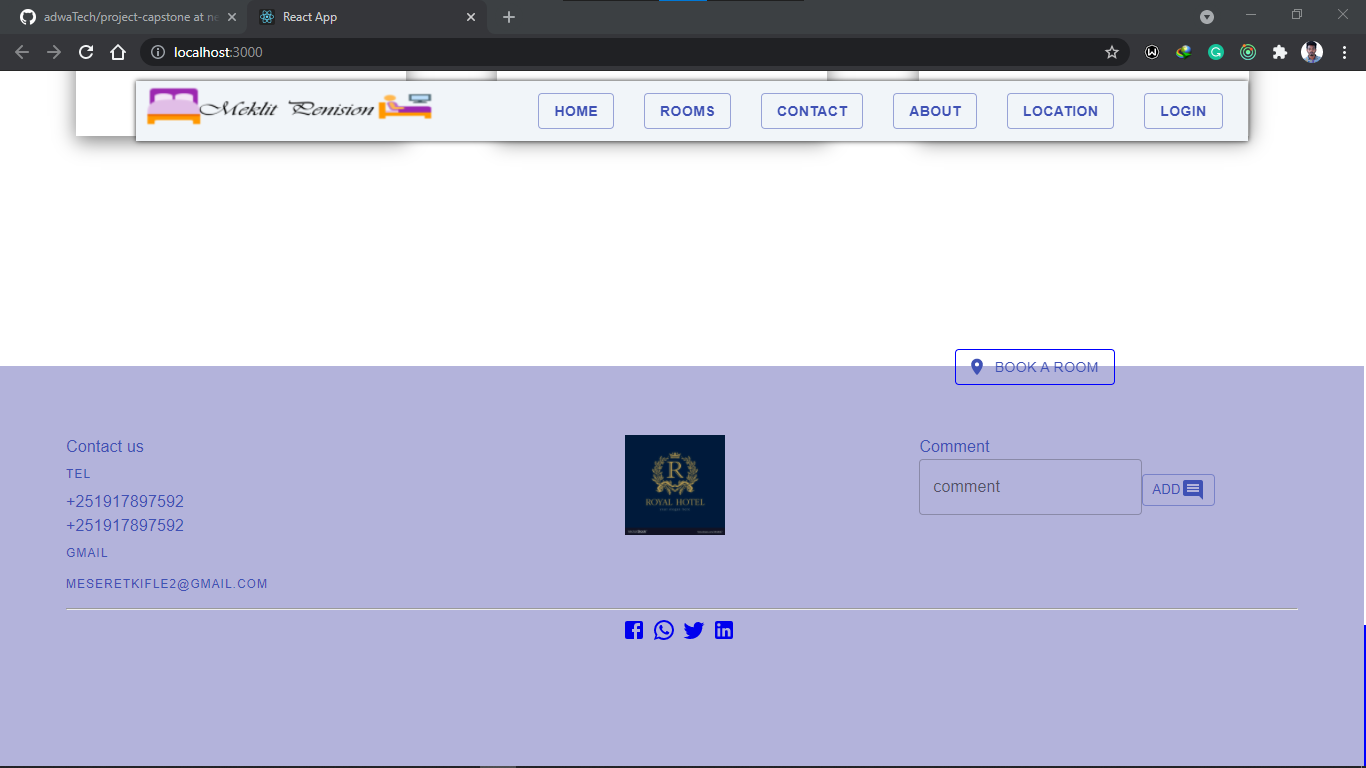 adwaTech/project-capstone at ne
React App
localhost:3000
Meklit Penision
HOME
ROOMS
CONTACT
ABOUT
LOCATION
LOGIN
BOOK A ROOM
Contact us
TEL
+251917897592
+251917897592
GMAIL
MESERETKIFLE2@GMAIL.COM
R
ROYAL HOTEL
Comment
comment
ADD